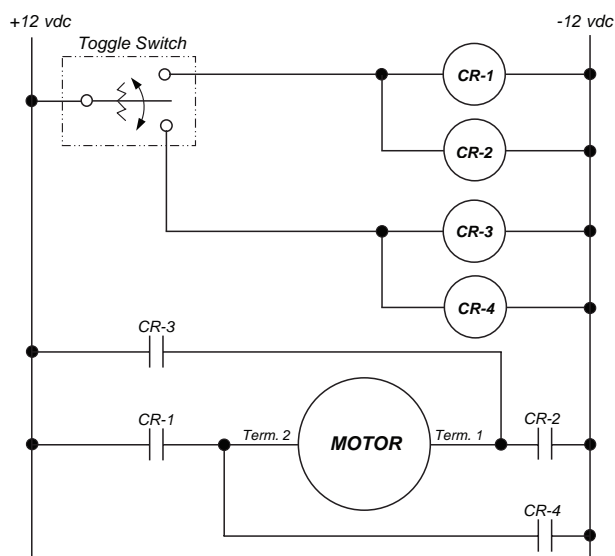 +12 vdc
-12 vdc
Toggle Switch
CR-1
CR-2
CR-3
CR-4
CR-3
CR-1
Term. 2
MOTOR
Term. 1
CR-2
CR-4